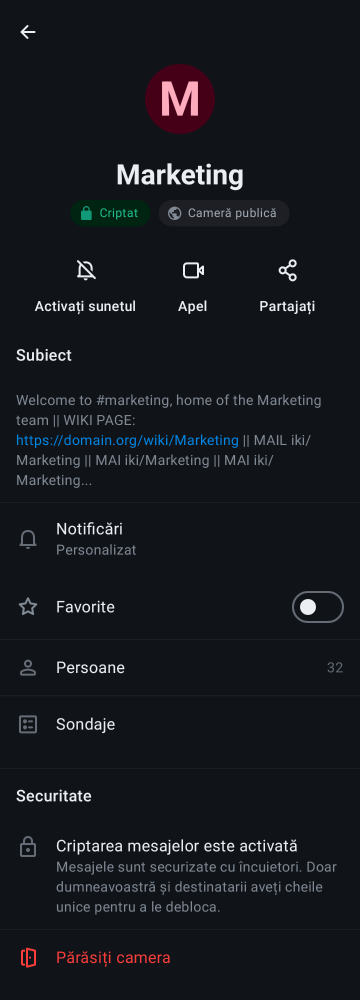 M
Marketing
Criptat
Cameră publică
Activați sunetul
Apel
Partajați
Subiect
Welcome to #marketing, home of the Marketing
team || WIKI PAGE:
https://domain.org/wiki/Marketing || MAIL iki/
Marketing || MAI iki/Marketing || MAI iki/
Marketing...
Notificări
Personalizat
Favorite
Persoane 32
Sondaje
Securitate
Criptarea mesajelor este activată
Mesajele sunt securizate cu încuietori. Doar
dumneavoastră și destinatarii aveți cheile
unice pentru a le debloca.
Părăsiți camera